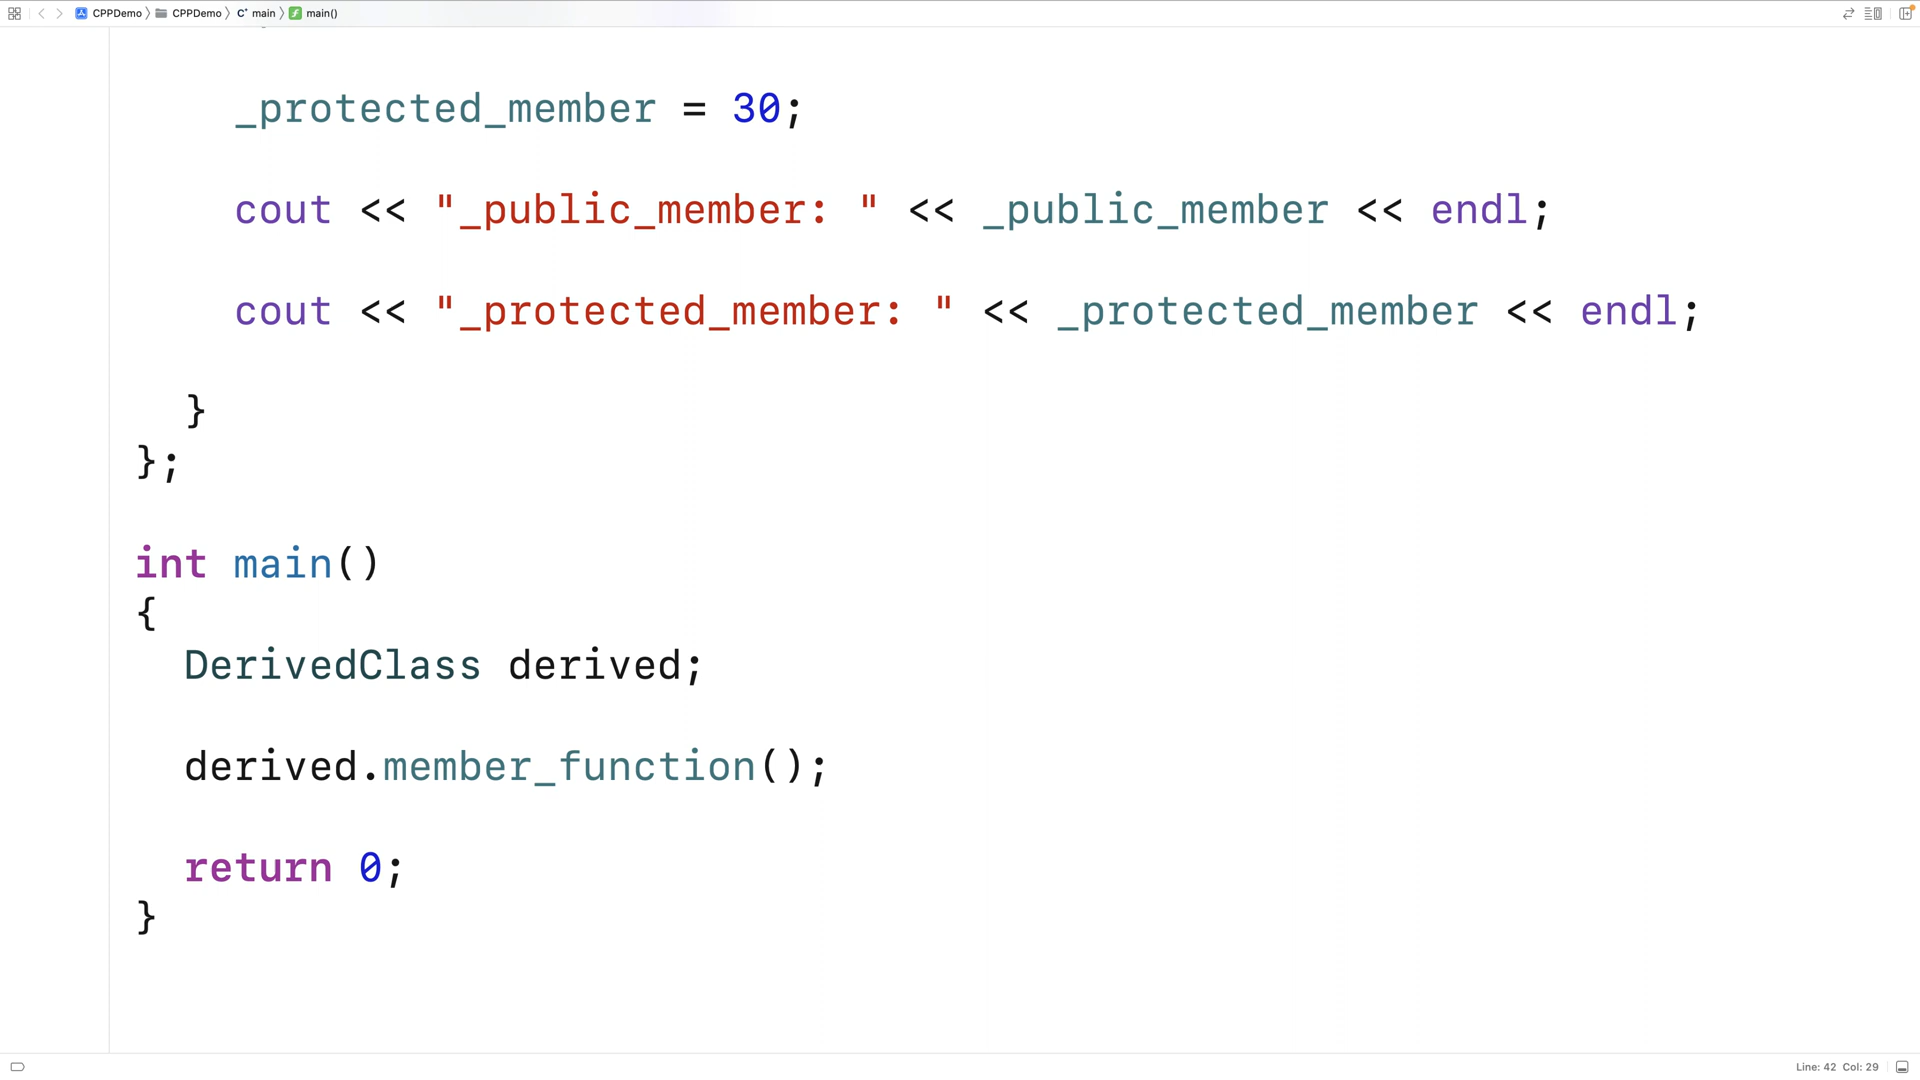 CPPDemo 〉 CPPDemo 〉 C+ main 〉 f main()
_protected_member = 30;
cout << "_public_member: " << _public_member << endl;
cout << "_protected_member: " << _protected_member << endl;
}
};
int main()
{
DerivedClass derived;
derived.member_function();
return 0;
}
Line: 42 Col: 29